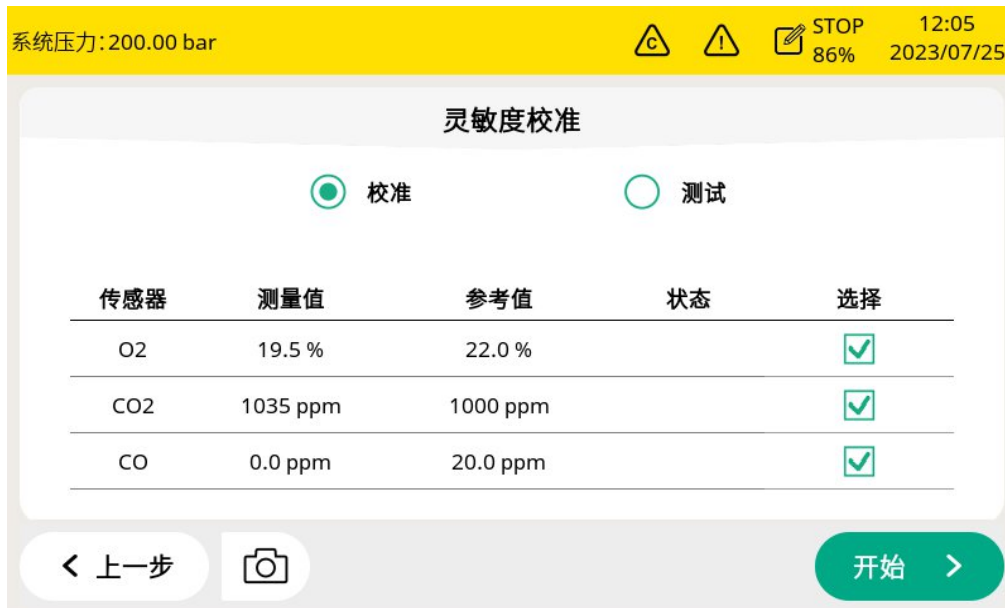 系统压力:200.00 bar
C
!
STOP
86%
12:05
2023/07/25
灵敏度校准
校准 测试
传感器 测量值 参考值 状态 选择
O2 19.5 % 22.0 %
CO2 1035 ppm 1000 ppm
CO 0.0 ppm 20.0 ppm
上一步 开始